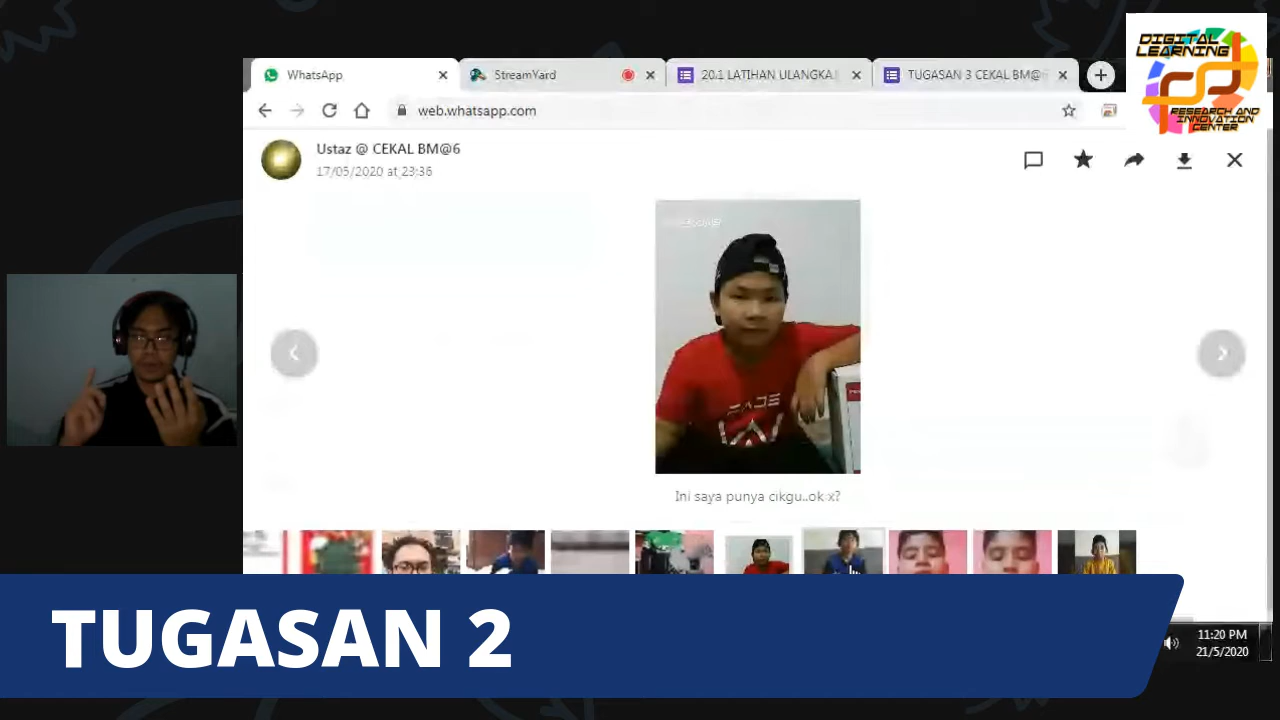 DIGITAL
LEARNING
RESEARCH AND
INNOVATION
CENTER
WhatsApp
StreamYard
20.1 LATIHAN ULANGKA
TUGASAN 3 CEKAL BM@
web.whatsapp.com
Ustaz @ CEKAL BM@6
17/05/2020 at 23:36
Ini saya punya cikgu..ok x?
TUGASAN 2
11:20 PM
21/5/2020